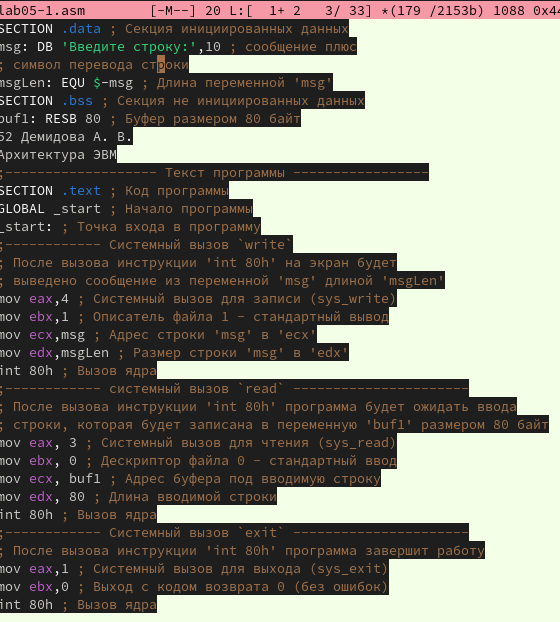 lab05-1.asm [-M--] 20 L:[ 1+ 2 3/ 33] *(179 /2153b) 1088 0x44
SECTION .data ; Секция инициированных данных
msg: DB 'Введите строку:',10 ; сообщение плюс
; символ перевода строки
msgLen: EQU $-msg ; Длина переменной 'msg'
SECTION .bss ; Секция не инициированных данных
buf1: RESB 80 ; Буфер размером 80 байт
52 Демидова А. В.
Архитектура ЭВМ
;------------------ Текст программы -----------------
SECTION .text ; Код программы
GLOBAL _start ; Начало программы
_start: ; Точка входа в программу
;------------ Системный вызов `write`
; После вызова инструкции 'int 80h' на экран будет
; выведено сообщение из переменной 'msg' длиной 'msgLen'
mov eax,4 ; Системный вызов для записи (sys_write)
mov ebx,1 ; Описатель файла 1 - стандартный вывод
mov ecx,msg ; Адрес строки 'msg' в 'ecx'
mov edx,msgLen ; Размер строки 'msg' в 'edx'
int 80h ; Вызов ядра
;------------ системный вызов `read` ----------------------
; После вызова инструкции 'int 80h' программа будет ожидать ввода
; строки, которая будет записана в переменную 'buf1' размером 80 байт
mov eax, 3 ; Системный вызов для чтения (sys_read)
mov ebx, 0 ; Дескриптор файла 0 - стандартный ввод
mov ecx, buf1 ; Адрес буфера под вводимую строку
mov edx, 80 ; Длина вводимой строки
int 80h ; Вызов ядра
;------------ Системный вызов `exit` ----------------------
; После вызова инструкции 'int 80h' программа завершит работу
mov eax,1 ; Системный вызов для выхода (sys_exit)
mov ebx,0 ; Выход с кодом возврата 0 (без ошибок)
int 80h ; Вызов ядра